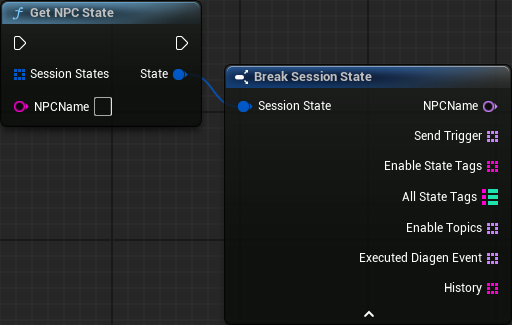 Get NPC State
Session States
State
NPCName
Break Session State
Session State
NPCName
Send Trigger
Enable State Tags
All State Tags
Enable Topics
Executed Diagen Event
History